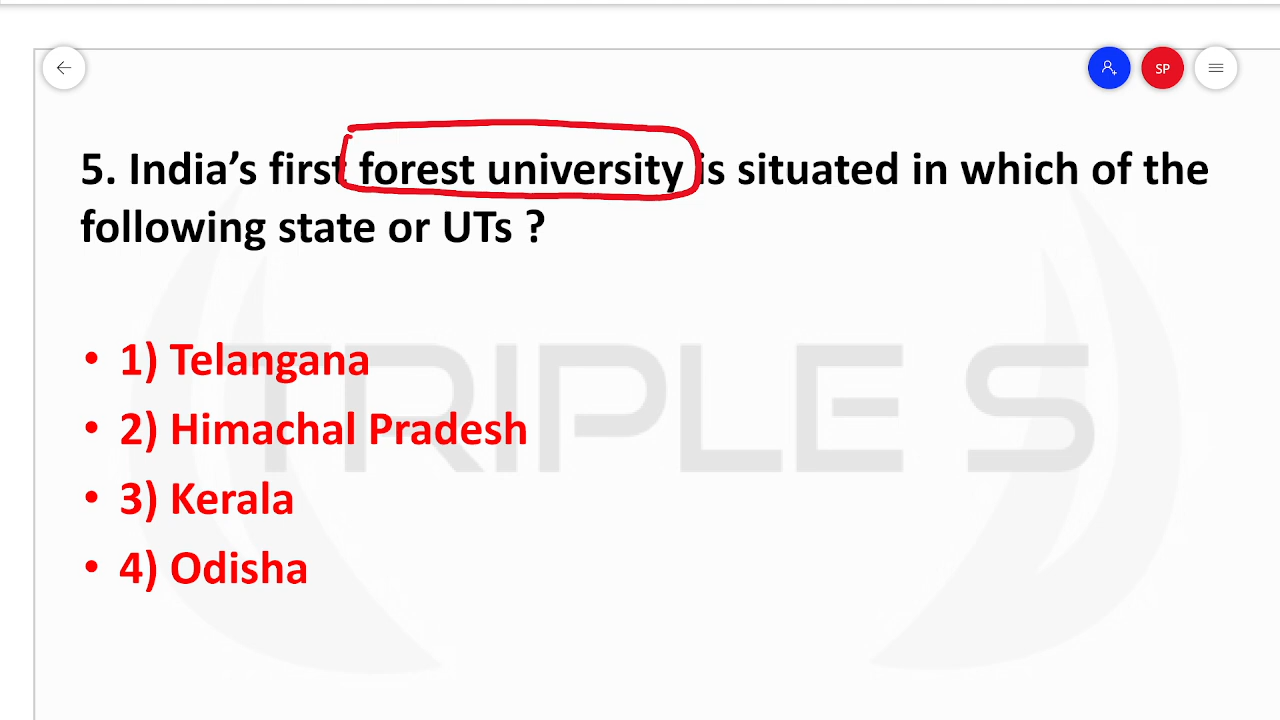 SP
5. India’s first forest university is situated in which of the
following state or UTs ?
TRIPLE S
• 1) Telangana
• 2) Himachal Pradesh
• 3) Kerala
• 4) Odisha